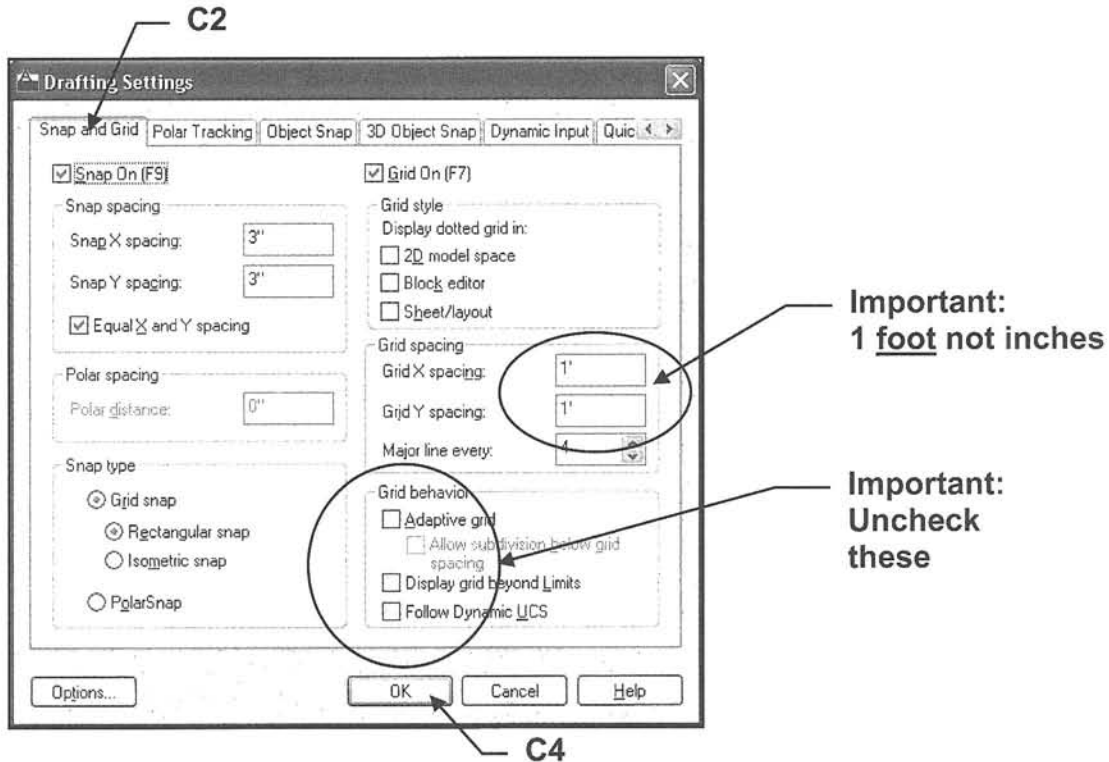 C2
Drafting Settings
Snap and Grid
Polar Tracking
Object Snap
3D Object Snap
Dynamic Input
Quic
Snap On (F9)
Snap spacing
Snap X spacing:
3"
Snap Y spacing:
3"
Equal X and Y spacing
Polar spacing
Polar distance:
0"
Snap type
Grid snap
Rectangular snap
Isometric snap
PolarSnap
Grid On (F7)
Grid style
Display dotted grid in:
2D model space
Block editor
Sheet/layout
Grid spacing
Grid X spacing:
1'
Grid Y spacing:
1'
Major line every:
4
Grid behavior
Adaptive grid
Allow subdivision below grid
spacing
Display grid beyond Limits
Follow Dynamic UCS
Important:
1 foot not inches
Important:
Uncheck
these
Options...
OK
Cancel
Help
C4